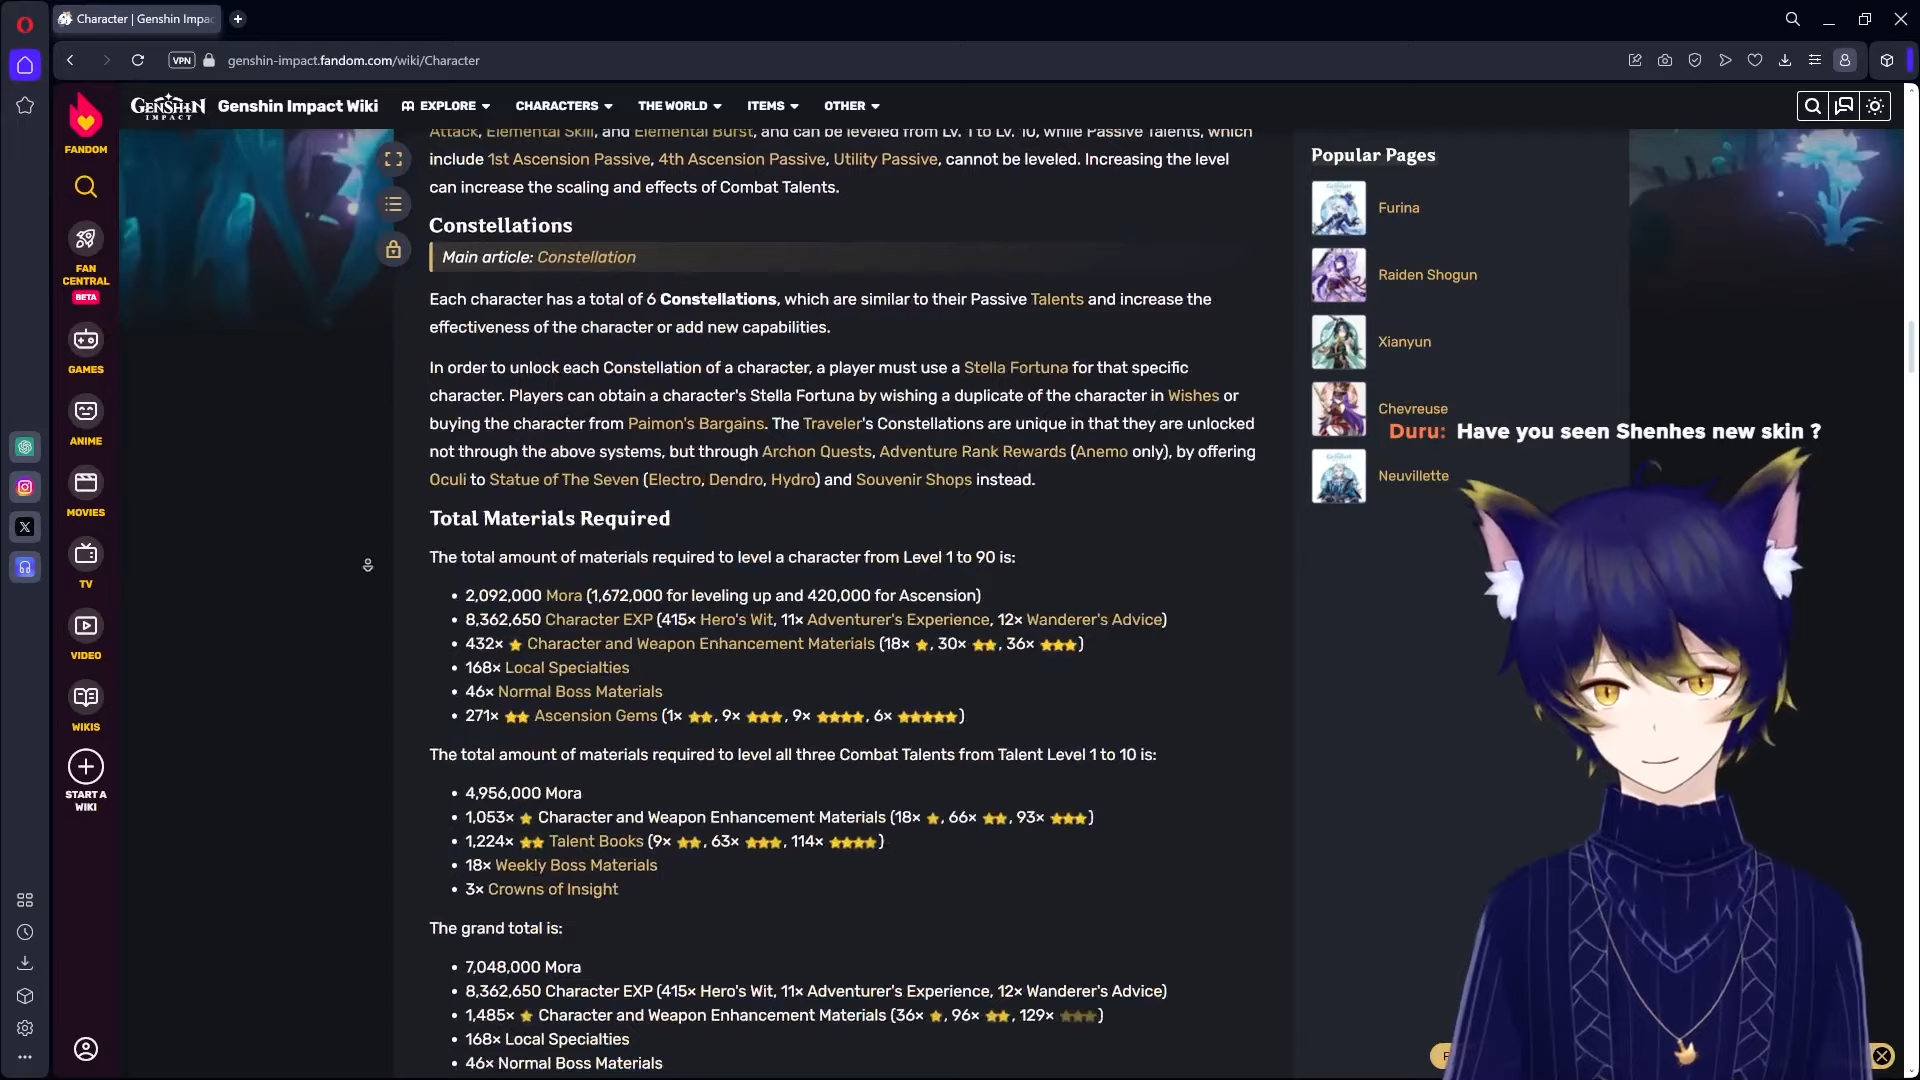 Character | Genshin Impac
VPN
genshin-impact.fandom.com/wiki/Character
GENSHIN
IMPACT
Genshin Impact Wiki
EXPLORE
CHARACTERS
THE WORLD
ITEMS
OTHER
FANDOM
FAN
CENTRAL
BETA
GAMES
ANIME
MOVIES
TV
VIDEO
WIKIS
START A
WIKI
Attack, Elemental Skill, and Elemental Burst, and can be leveled from Lv. 1 to Lv. 10, while Passive Talents, which
include 1st Ascension Passive, 4th Ascension Passive, Utility Passive, cannot be leveled. Increasing the level
can increase the scaling and effects of Combat Talents.
Constellations
Main article: Constellation
Each character has a total of 6 Constellations, which are similar to their Passive Talents and increase the
effectiveness of the character or add new capabilities.
In order to unlock each Constellation of a character, a player must use a Stella Fortuna for that specific
character. Players can obtain a character's Stella Fortuna by wishing a duplicate of the character in Wishes or
buying the character from Paimon's Bargains. The Traveler's Constellations are unique in that they are unlocked
not through the above systems, but through Archon Quests, Adventure Rank Rewards (Anemo only), by offering
Oculi to Statue of The Seven (Electro, Dendro, Hydro) and Souvenir Shops instead.
Total Materials Required
The total amount of materials required to level a character from Level 1 to 90 is:
• 2,092,000 Mora (1,672,000 for leveling up and 420,000 for Ascension)
• 8,362,650 Character EXP (415× Hero's Wit, 11× Adventurer's Experience, 12× Wanderer's Advice)
• 432× ★ Character and Weapon Enhancement Materials (18× ★, 30× ★★, 36× ★★★)
• 168× Local Specialties
• 46× Normal Boss Materials
• 271× ★★ Ascension Gems (1× ★★, 9× ★★★, 9× ★★★★, 6× ★★★★★)
The total amount of materials required to level all three Combat Talents from Talent Level 1 to 10 is:
• 4,956,000 Mora
• 1,053× ★ Character and Weapon Enhancement Materials (18× ★, 66× ★★, 93× ★★★)
• 1,224× ★★ Talent Books (9× ★★, 63× ★★★, 114× ★★★★)
• 18× Weekly Boss Materials
• 3× Crowns of Insight
The grand total is:
• 7,048,000 Mora
• 8,362,650 Character EXP (415× Hero's Wit, 11× Adventurer's Experience, 12× Wanderer's Advice)
• 1,485× ★ Character and Weapon Enhancement Materials (36× ★, 96× ★★, 129× ★★★)
• 168× Local Specialties
• 46× Normal Boss Materials
Popular Pages
Furina
Raiden Shogun
Xianyun
Chevreuse
Duru: Have you seen Shenhes new skin ?
Neuvillette